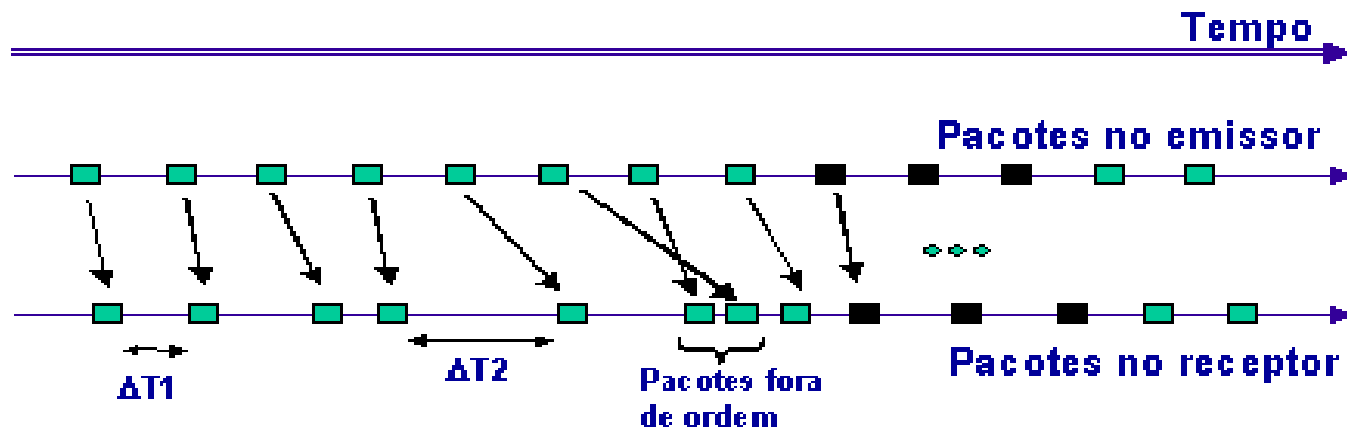 Tempo
Pacotes no emissor
ΔT1
ΔT2
Pacotes fora
de ordem
Pacotes no receptor